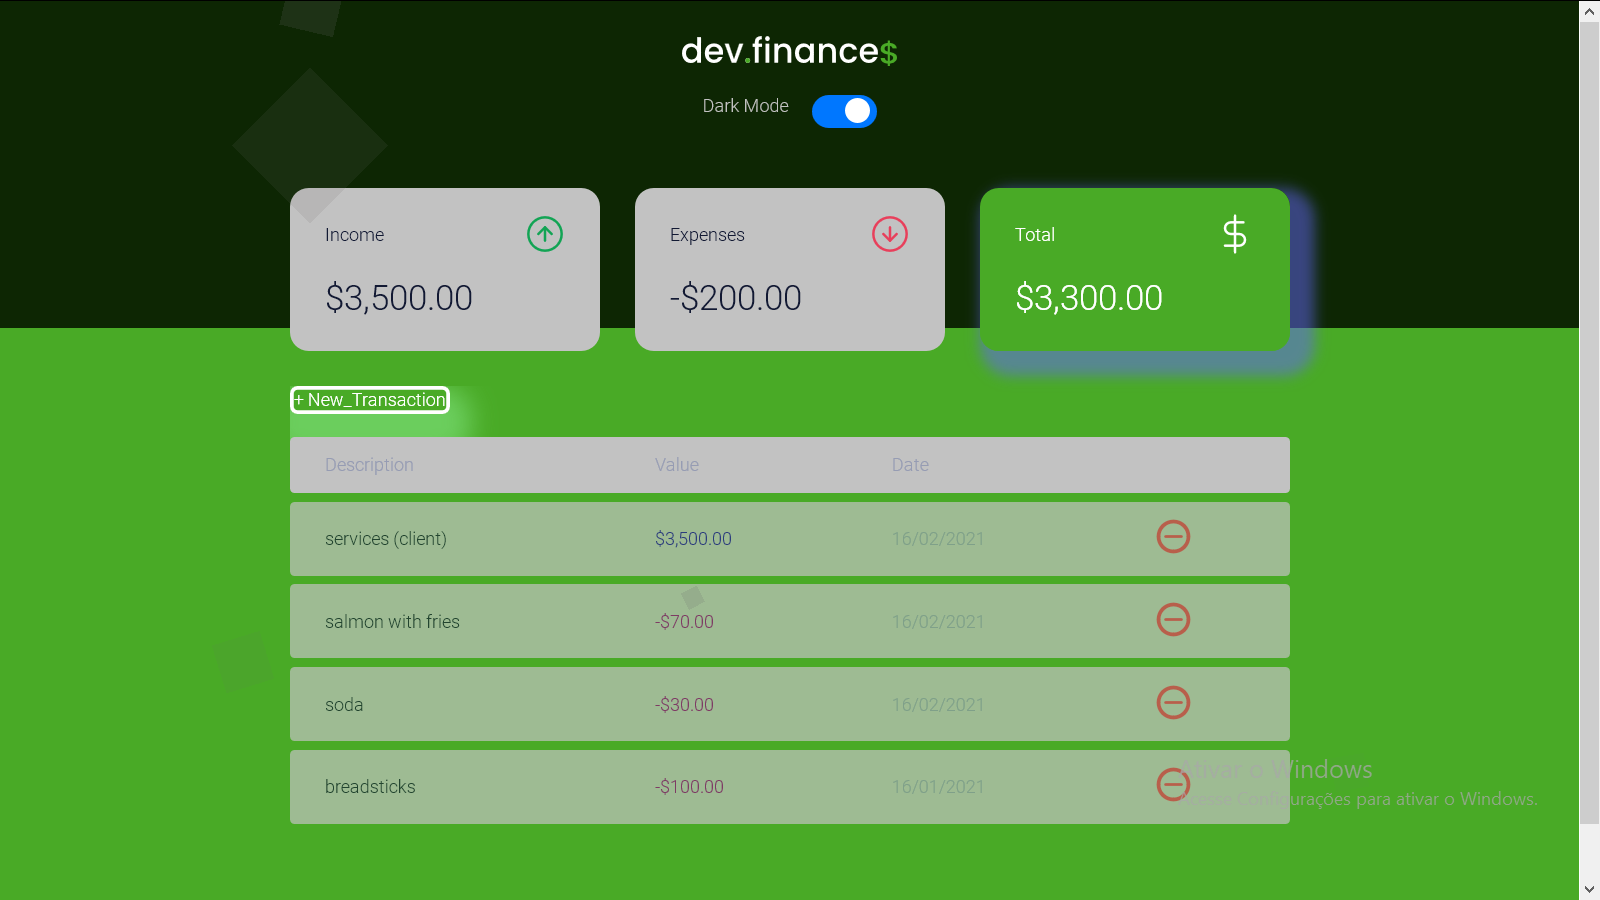 dev.finance$
Dark Mode
Income
$3,500.00
Expenses
-$200.00
Total
$
$3,300.00
+ New_Transaction
Description Value Date
services (client) $3,500.00 16/02/2021
salmon with fries -$70.00 16/02/2021
soda -$30.00 16/02/2021
breadsticks -$100.00 16/01/2021
Ativar o Windows
Acesse Configurações para ativar o Windows.